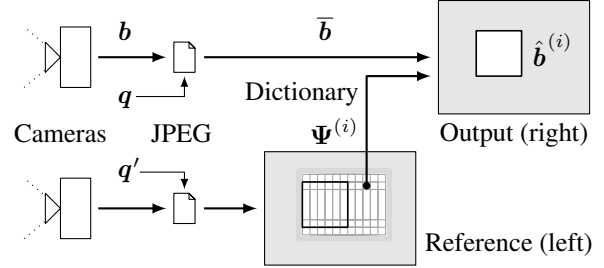 b b̅
b̂⁽ⁱ⁾
q Dictionary
Cameras JPEG Ψ⁽ⁱ⁾ Output (right)
q′
Reference (left)